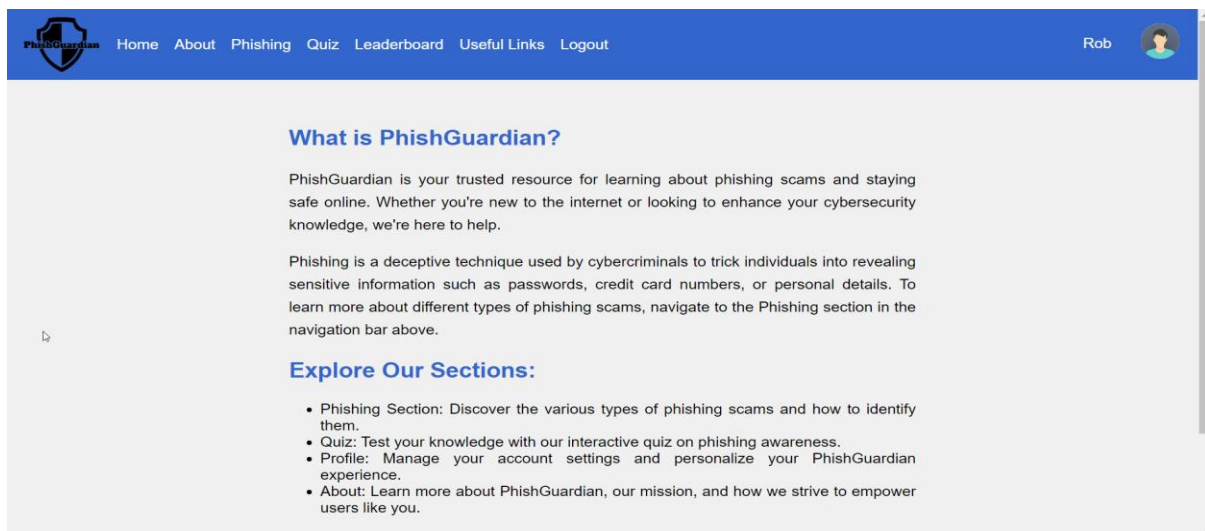 PhishGuardian
Home About Phishing Quiz Leaderboard Useful Links Logout
Rob
What is PhishGuardian?
PhishGuardian is your trusted resource for learning about phishing scams and staying
safe online. Whether you're new to the internet or looking to enhance your cybersecurity
knowledge, we're here to help.
Phishing is a deceptive technique used by cybercriminals to trick individuals into revealing
sensitive information such as passwords, credit card numbers, or personal details. To
learn more about different types of phishing scams, navigate to the Phishing section in the
navigation bar above.
Explore Our Sections:
• Phishing Section: Discover the various types of phishing scams and how to identify
them.
• Quiz: Test your knowledge with our interactive quiz on phishing awareness.
• Profile: Manage your account settings and personalize your PhishGuardian
experience.
• About: Learn more about PhishGuardian, our mission, and how we strive to empower
users like you.